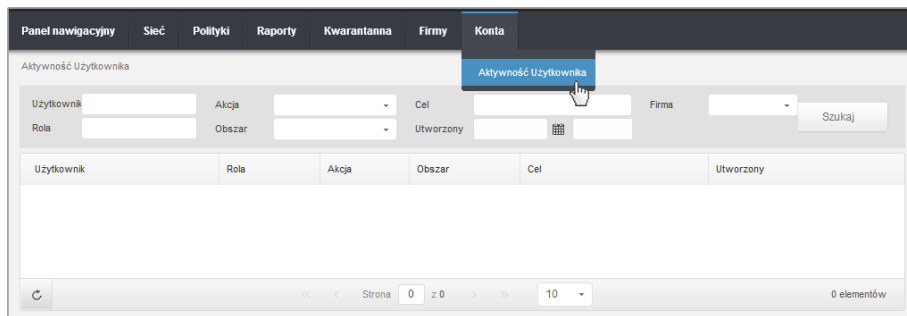 Panel nawigacyjny Sieć Polityki Raporty Kwarantanna Firmy Konta
Aktywność Użytkownika
Aktywność Użytkownika
Użytkownik Akcja Cel Firma
Szukaj
Rola Obszar Utworzony
Użytkownik Rola Akcja Obszar Cel Utworzony
Strona 0 z 0 10 0 elementów